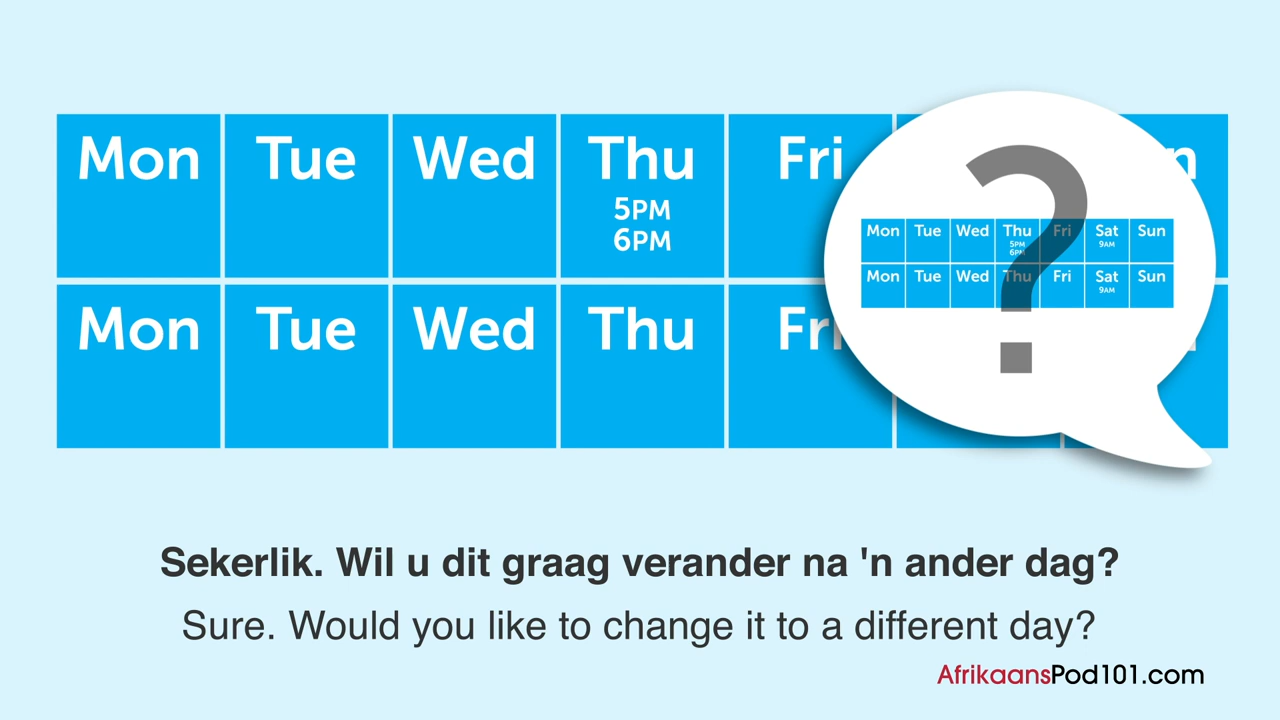 Mon Tue Wed Thu Fri
5PM
6PM
Mon Tue Wed Thu Fri
Mon Tue Wed Thu Fri Sat Sun
5PM 9AM
6PM
Mon Tue Wed Thu Fri Sat Sun
9AM
Sekerlik. Wil u dit graag verander na 'n ander dag?
Sure. Would you like to change it to a different day?
AfrikaansPod101.com